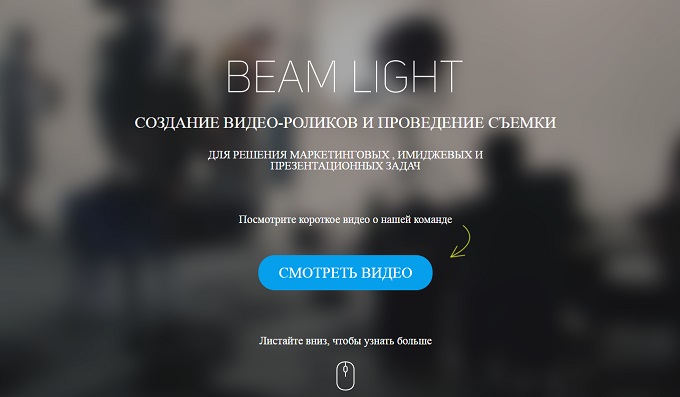 BEAM LIGHT
СОЗДАНИЕ ВИДЕО-РОЛИКОВ И ПРОВЕДЕНИЕ СЪЕМКИ
ДЛЯ РЕШЕНИЯ МАРКЕТИНГОВЫХ , ИМИДЖЕВЫХ И
ПРЕЗЕНТАЦИОННЫХ ЗАДАЧ
Посмотрите короткое видео о нашей команде
СМОТРЕТЬ ВИДЕО
Листайте вниз, чтобы узнать больше